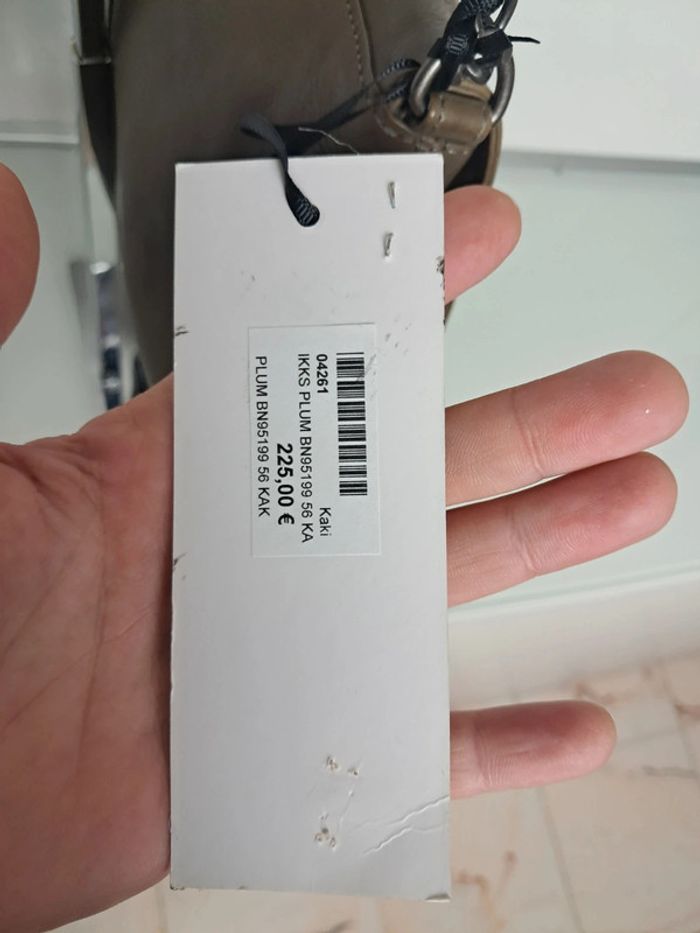 04261
Kaki
IKKS PLUM BN95199 56 KA
225,00 €
PLUM BN95199 56 KAK